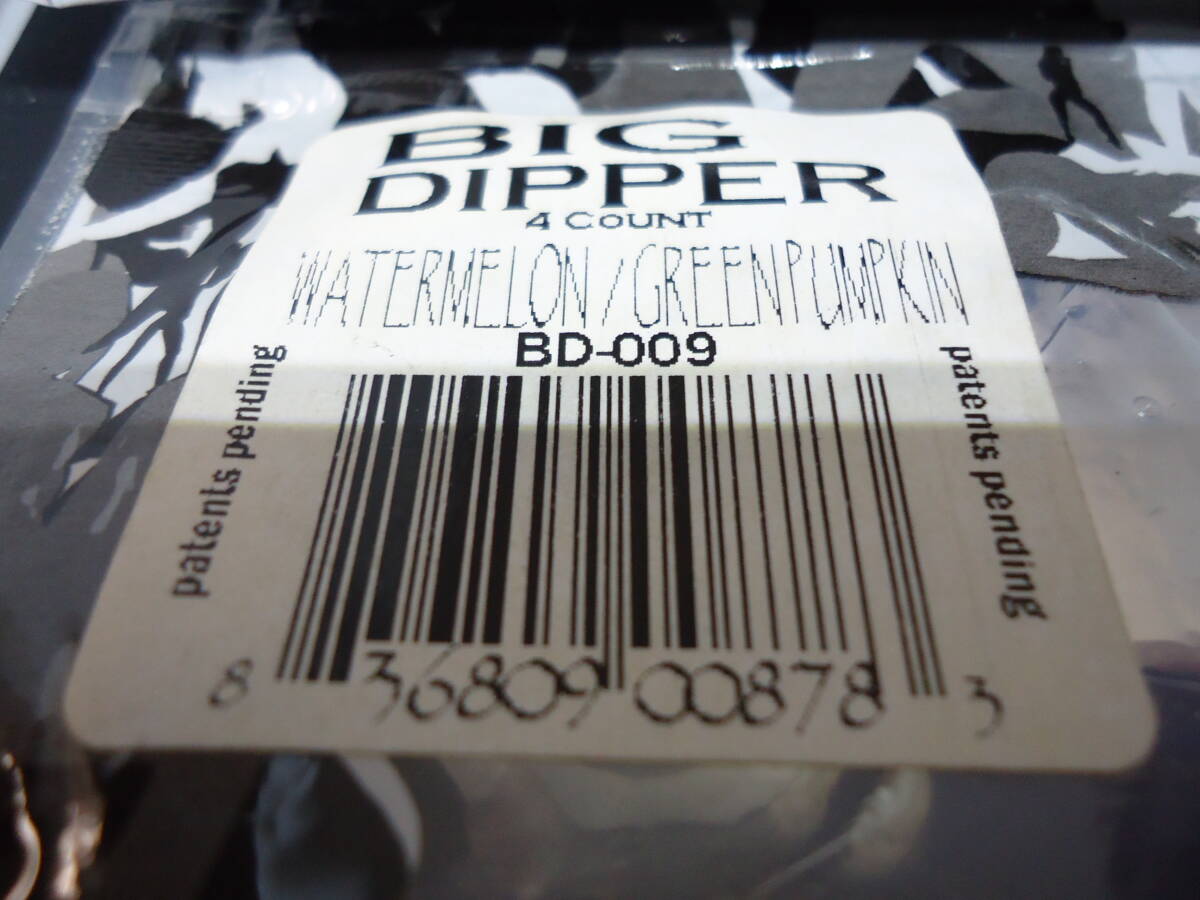 BIG
DIPPER
4 COUNT
WATERMELON/GREENPUMPKIN
BD-009
patents pending
patents pending
8 36809 00878 3